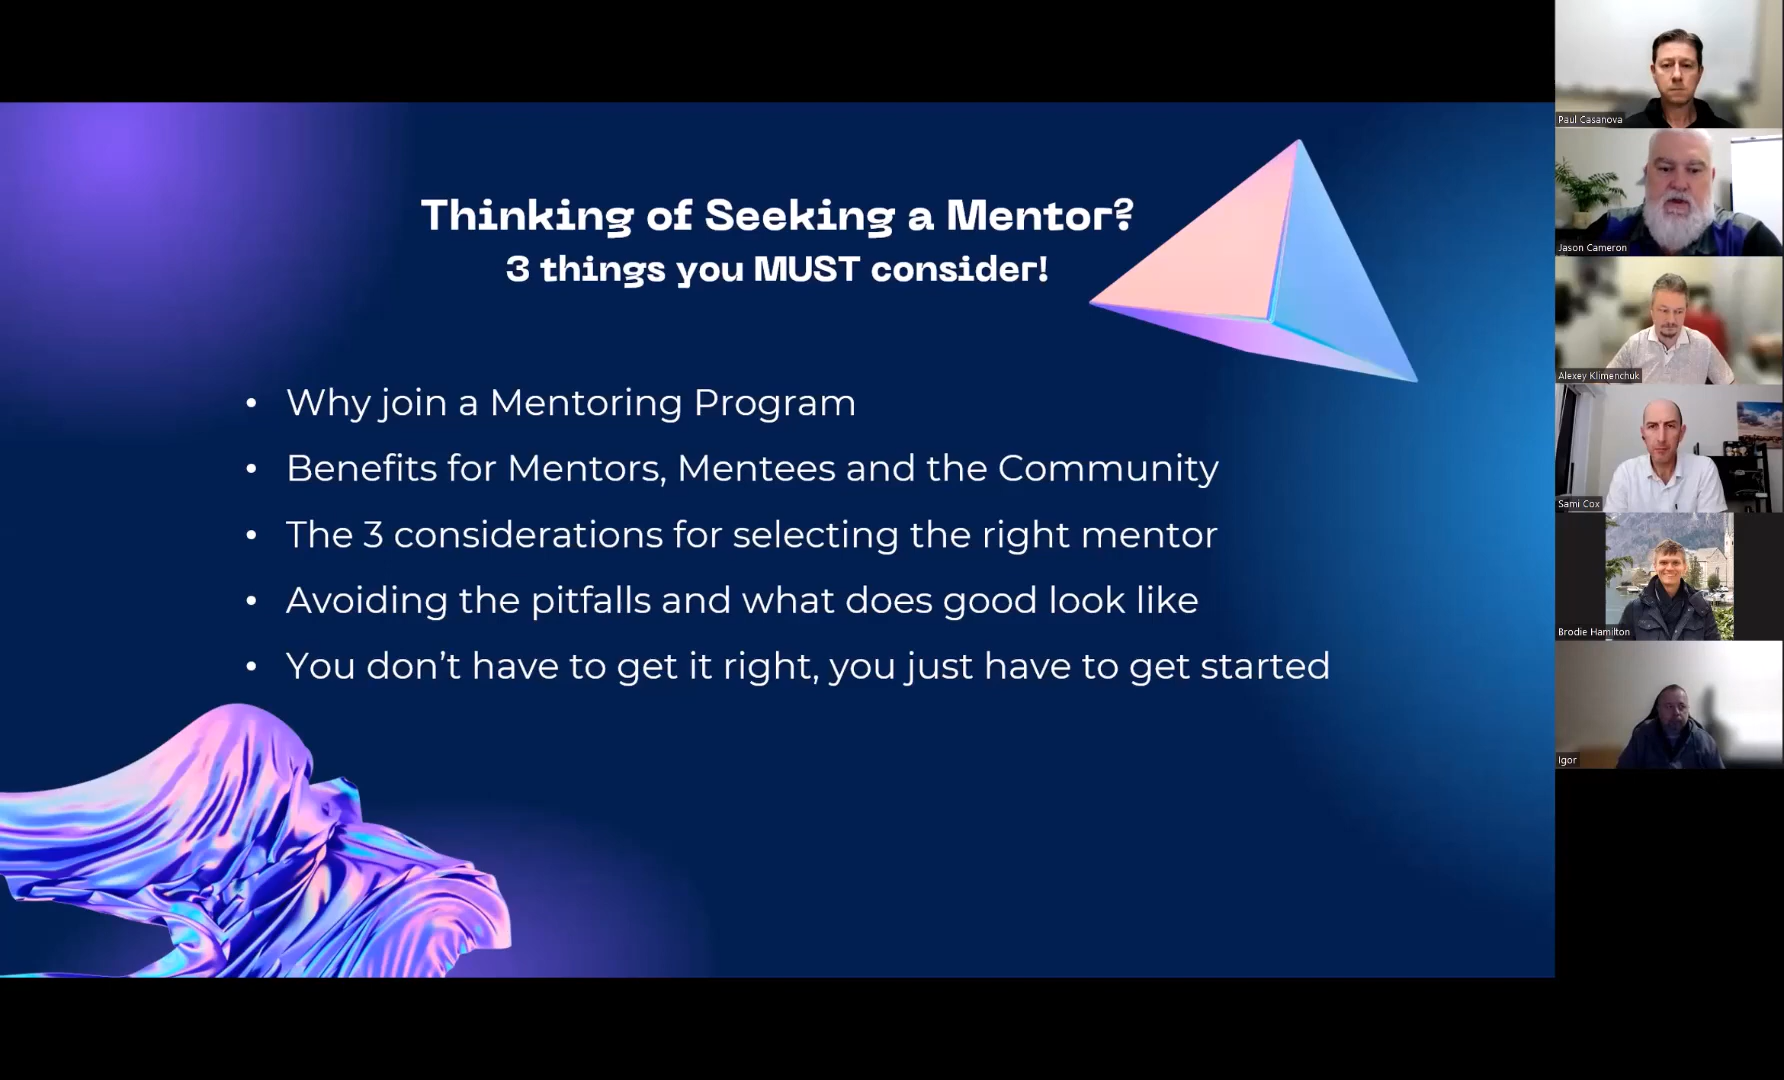 Thinking of Seeking a Mentor?
3 things you MUST consider!
• Why join a Mentoring Program
• Benefits for Mentors, Mentees and the Community
• The 3 considerations for selecting the right mentor
• Avoiding the pitfalls and what does good look like
• You don’t have to get it right, you just have to get started
Paul Casanova
Jason Cameron
Alexey Klimenchuk
Sami Cox
Brodie Hamilton
Igor